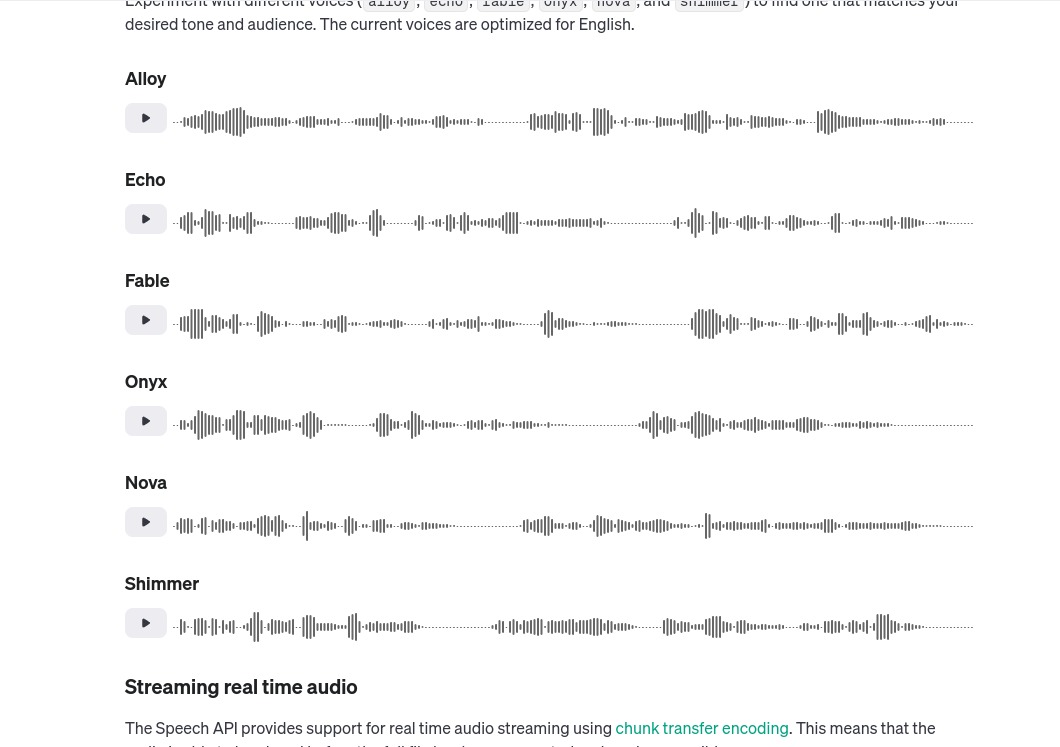 Experiment with different voices (alloy, echo, fable, onyx, nova, and shimmer) to find one that matches your
desired tone and audience. The current voices are optimized for English.
Alloy
Echo
Fable
Onyx
Nova
Shimmer
Streaming real time audio
The Speech API provides support for real time audio streaming using chunk transfer encoding. This means that the